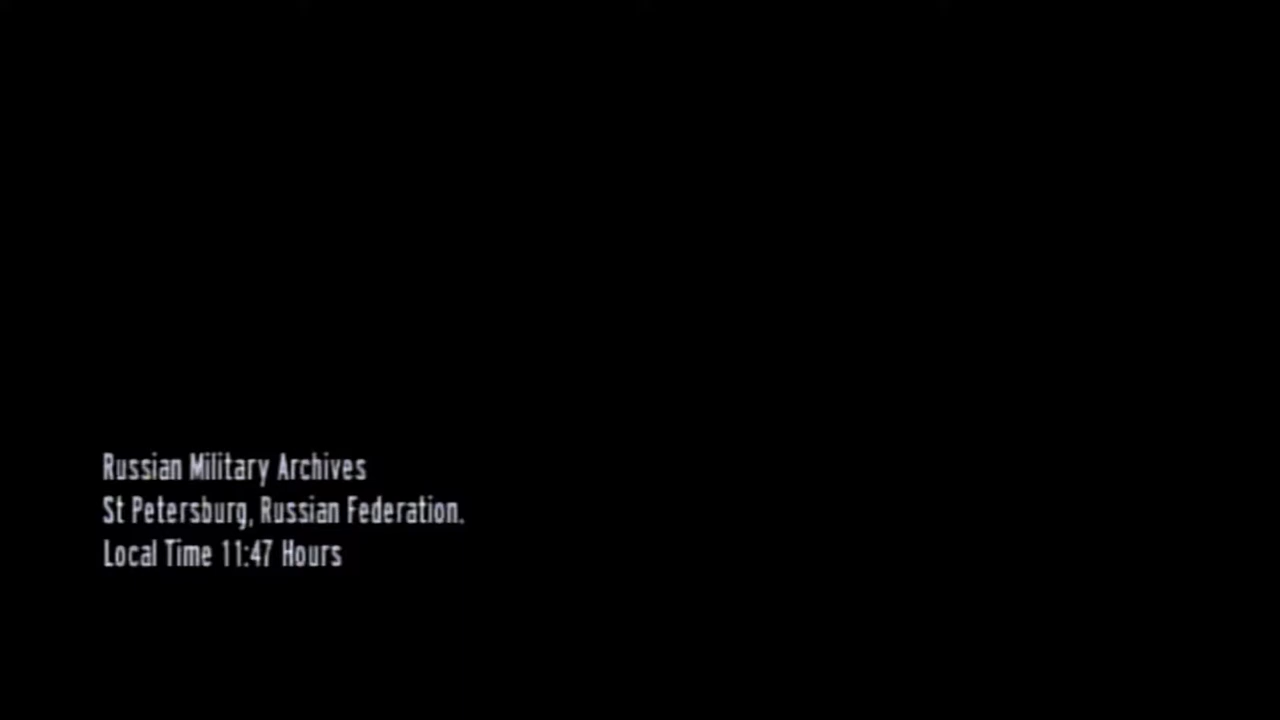 Russian Military Archives
St Petersburg, Russian Federation.
Local Time 11:47 Hours